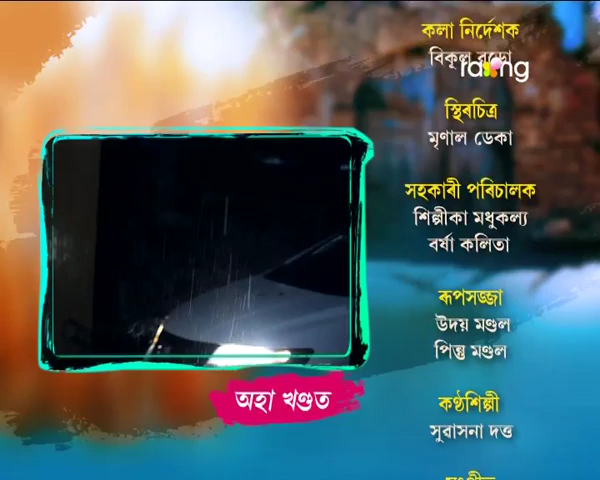 কলা নিৰ্দেশক
বিকূল বড়ো
rang
স্থিৰচিত্ৰ
মৃণাল ডেকা
সহকাৰী পৰিচালক
শিল্পীকা মধুকল্য
বৰ্ষা কলিতা
ৰূপসজ্জা
উদয় মণ্ডল
পিন্তু মণ্ডল
কণ্ঠশিল্পী
সুবাসনা দত্ত
অহা খণ্ডত